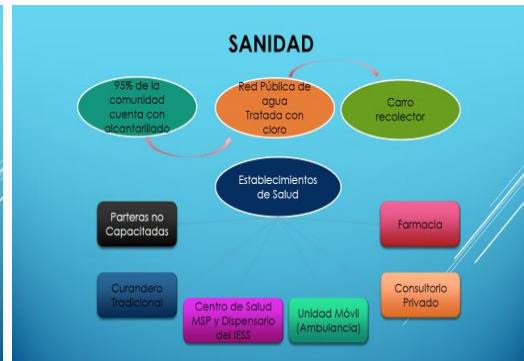 SANIDAD
95% de la
comunidad
cuenta con
alcantarillado
Red Pública de
agua
Tratada con
cloro
Carro
recolector
Establecimientos
de Salud
Parteras no
Capacitadas
Farmacia
Curandero
Tradicional
Centro de Salud
MSP y Dispensario
del IESS
Unidad Móvil
(Ambulancia)
Consultorio
Privado